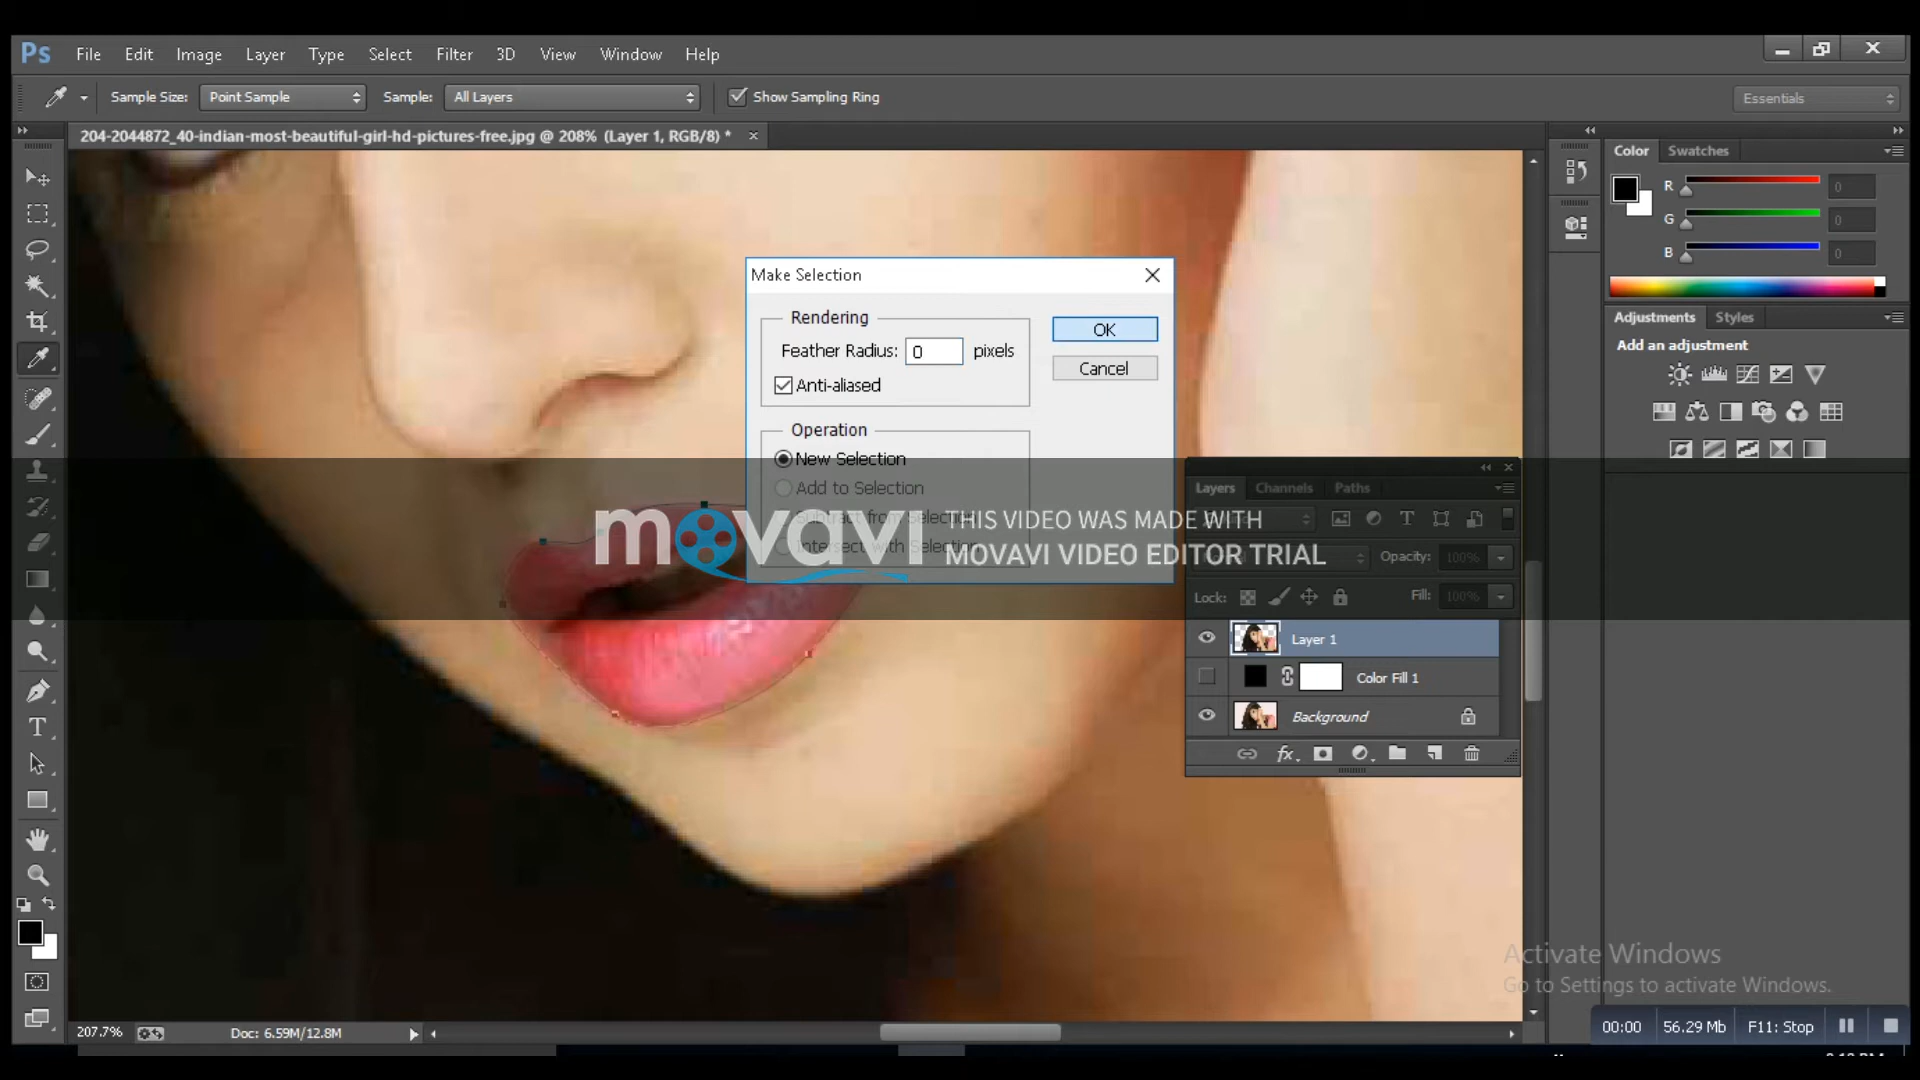 Ps File Edit Image Layer Type Select Filter 3D View Window Help
Sample Size: Point Sample Sample: All Layers Show Sampling Ring Essentials
204-2044872_40-indian-most-beautiful-girl-hd-pictures-free.jpg @ 208% (Layer 1, RGB/8) *
Color Swatches
R 0
G 0
B 0
Adjustments Styles
Add an adjustment
Make Selection
Rendering
Feather Radius: 0 pixels
Anti-aliased
OK
Cancel
Operation
New Selection
Add to Selection
Subtract from Selection
Intersect with Selection
movavi THIS VIDEO WAS MADE WITH
MOVAVI VIDEO EDITOR TRIAL
Layers Channels Paths
Opacity: 100%
Lock: Fill: 100%
Layer 1
Color Fill 1
Background
fx
T
Activate Windows
Go to Settings to activate Windows.
207.7% Doc: 6.59M/12.8M
00:00 56.29 Mb F11: Stop